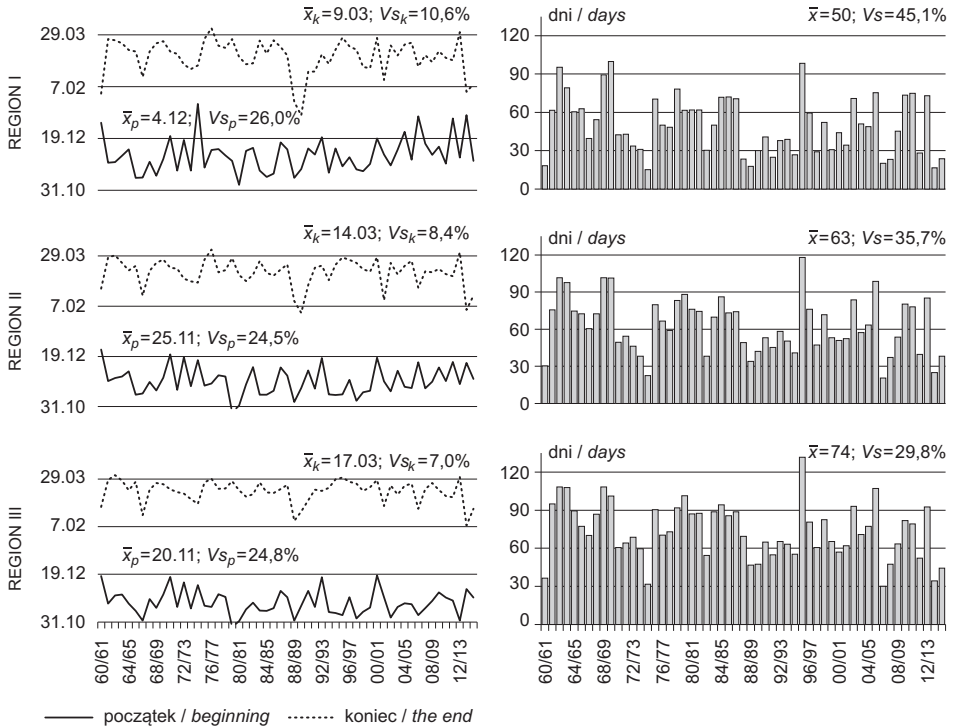 x̅k=9.03; Vsk=10,6%
29.03
7.02
x̅p=4.12; Vsp=26,0%
19.12
31.10
REGION I
dni / days
x̅=50; Vs=45,1%
120
90
60
30
0
x̅k=14.03; Vsk=8,4%
29.03
7.02
x̅p=25.11; Vsp=24,5%
19.12
31.10
REGION II
dni / days
x̅=63; Vs=35,7%
120
90
60
30
0
x̅k=17.03; Vsk=7,0%
29.03
7.02
x̅p=20.11; Vsp=24,8%
19.12
31.10
REGION III
dni / days
x̅=74; Vs=29,8%
120
90
60
30
0
60/61 64/65 68/69 72/73 76/77 80/81 84/85 88/89 92/93 96/97 00/01 04/05 08/09 12/13
60/61 64/65 68/69 72/73 76/77 80/81 84/85 88/89 92/93 96/97 00/01 04/05 08/09 12/13
początek / beginning koniec / the end